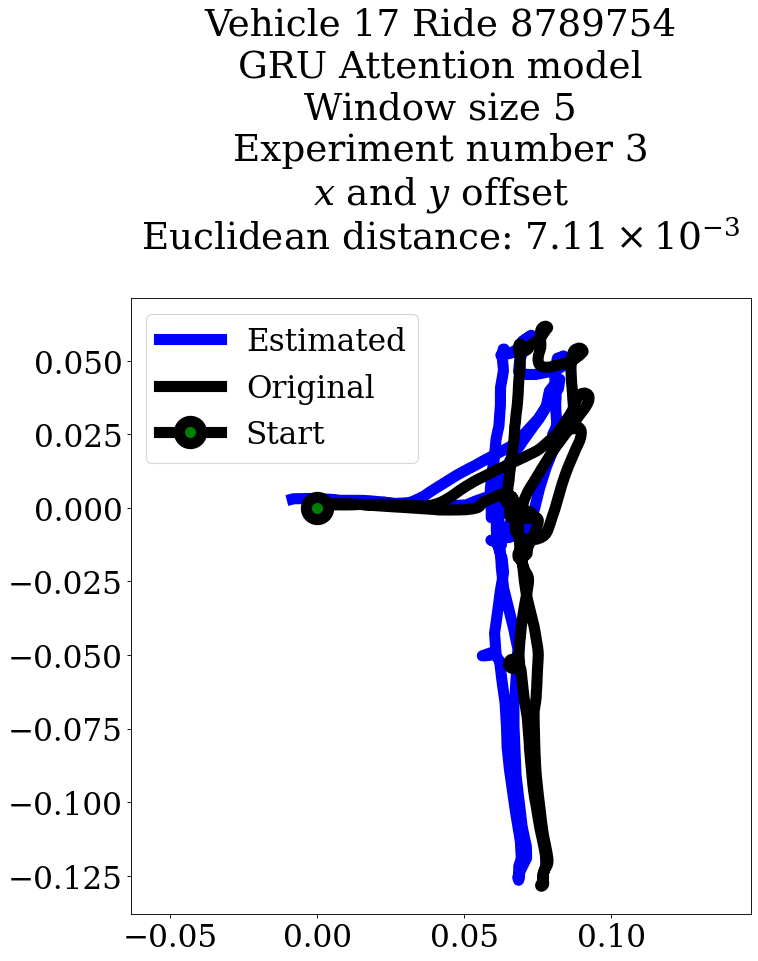 Vehicle 17 Ride 8789754
GRU Attention model
Window size 5
Experiment number 3
x and y offset
Euclidean distance: 7.11 × 10⁻³
Estimated
Original
Start
0.050
0.025
0.000
−0.025
−0.050
−0.075
−0.100
−0.125
−0.05 0.00 0.05 0.10